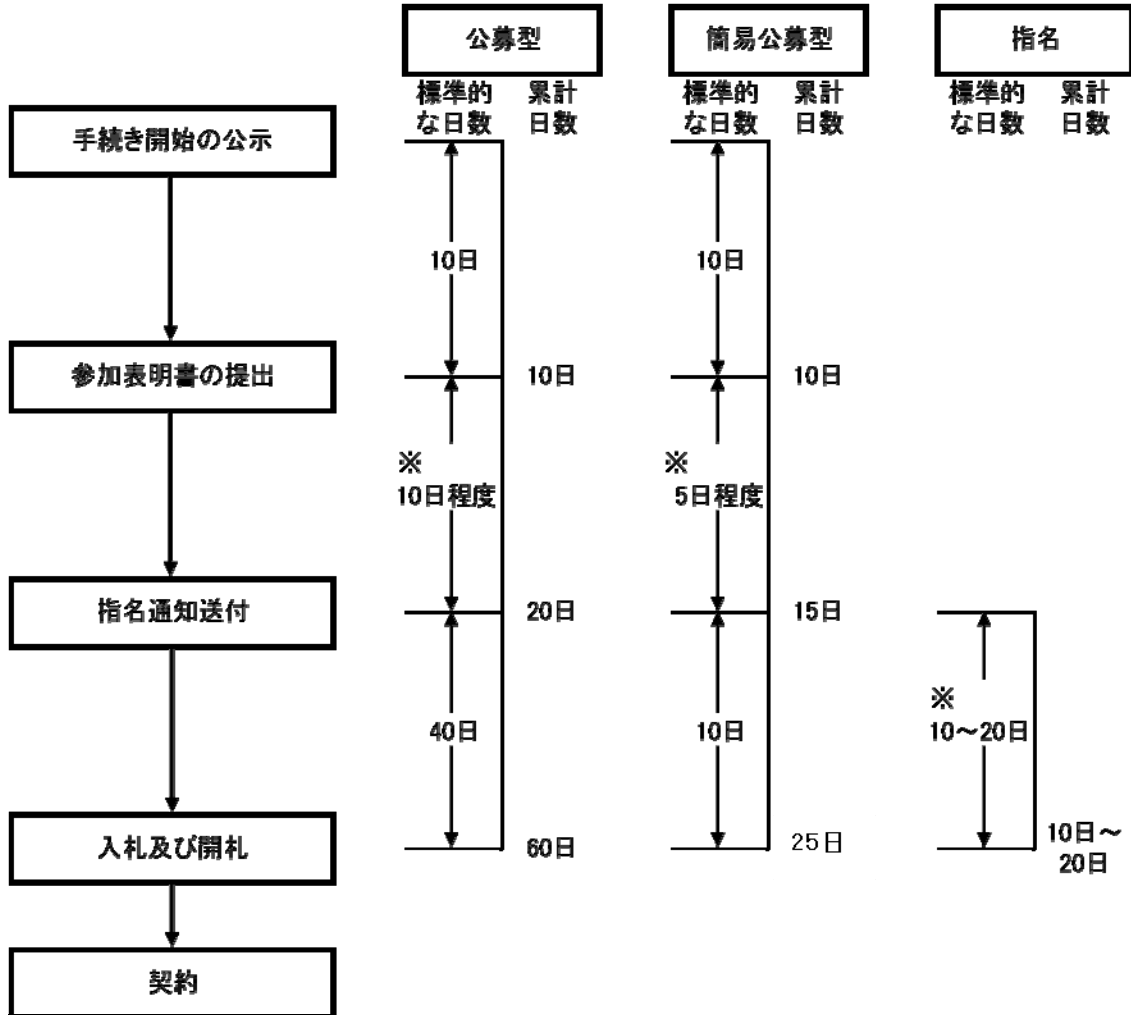 公募型
簡易公募型
指名
標準的
な日数
累計
日数
標準的
な日数
累計
日数
標準的
な日数
累計
日数
手続き開始の公示
10日
10日
参加表明書の提出
10日
10日
※
10日程度
※
5日程度
指名通知送付
20日
15日
40日
10日
※
10~20日
入札及び開札
60日
25日
10日~
20日
契約